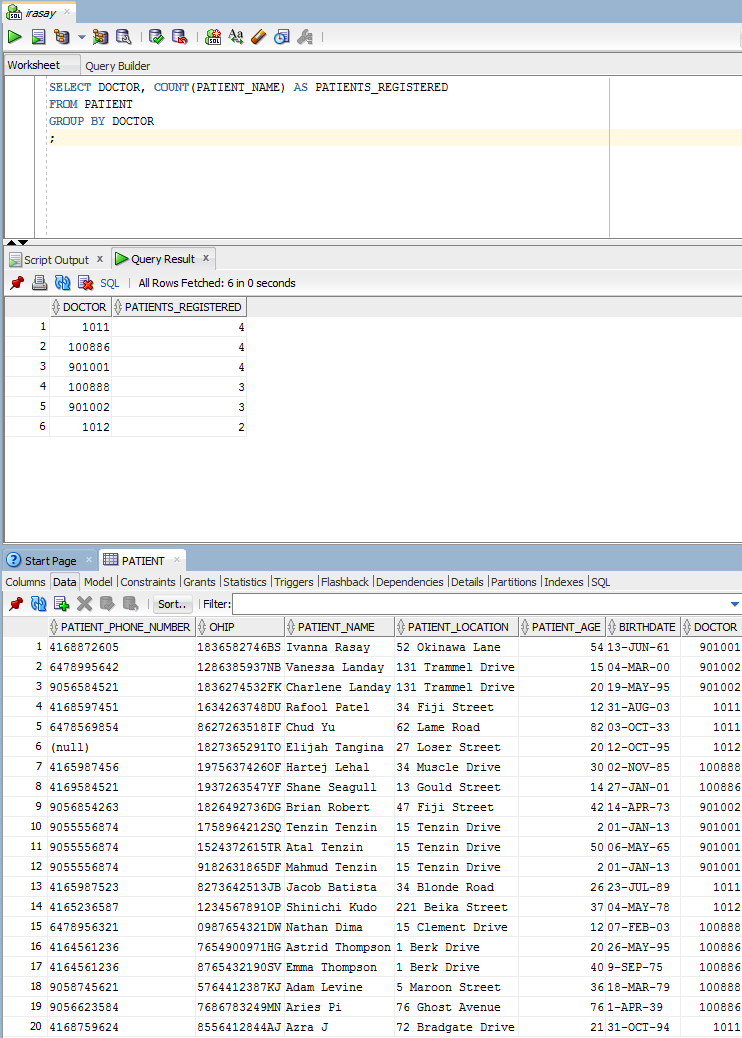 irasay
Worksheet Query Builder
SELECT DOCTOR, COUNT(PATIENT_NAME) AS PATIENTS_REGISTERED
FROM PATIENT
GROUP BY DOCTOR
;
Script Output x Query Result x
SQL | All Rows Fetched: 6 in 0 seconds
DOCTOR PATIENTS_REGISTERED
1 1011 4
2 100886 4
3 901001 4
4 100888 3
5 901002 3
6 1012 2
Start Page PATIENT
Columns Data Model Constraints Grants Statistics Triggers Flashback Dependencies Details Partitions Indexes SQL
Sort.. Filter:
PATIENT_PHONE_NUMBER OHIP PATIENT_NAME PATIENT_LOCATION PATIENT_AGE BIRTHDATE DOCTOR
1 4168872605 1836582746BS Ivanna Rasay 52 Okinawa Lane 54 13-JUN-61 901001
2 6478995642 1286385937NB Vanessa Landay 131 Trammel Drive 15 04-MAR-00 901002
3 9056584521 1836274532FK Charlene Landay 131 Trammel Drive 20 19-MAY-95 901002
4 4168597451 1634263748DU Rafool Patel 34 Fiji Street 12 31-AUG-03 1011
5 6478569854 8627263518IF Chud Yu 62 Lame Road 82 03-OCT-33 1011
6 (null) 1827365291TO Elijah Tangina 27 Loser Street 20 12-OCT-95 1012
7 4165987456 1975637426OF Hartej Lehal 34 Muscle Drive 30 02-NOV-85 100888
8 4169584521 1937263547YF Shane Seagull 13 Gould Street 14 27-JAN-01 100886
9 9056854263 1826492736DG Brian Robert 47 Fiji Street 42 14-APR-73 901002
10 9055556874 1758964212SQ Tenzin Tenzin 15 Tenzin Drive 2 01-JAN-13 901001
11 9055556874 1524372615TR Atal Tenzin 15 Tenzin Drive 50 06-MAY-65 901001
12 9055556874 9182631865DF Mahmud Tenzin 15 Tenzin Drive 2 01-JAN-13 901001
13 4165987523 8273642513JB Jacob Batista 34 Blonde Road 26 23-JUL-89 1011
14 4165236587 1234567891OP Shinichi Kudo 221 Beika Street 37 04-MAY-78 1012
15 6478956321 0987654321DW Nathan Dima 15 Clement Drive 12 07-FEB-03 100888
16 4164561236 7654900971HG Astrid Thompson 1 Berk Drive 20 26-MAY-95 100886
17 4164561236 8765432190SV Emma Thompson 1 Berk Drive 40 9-SEP-75 100886
18 9058745621 5764412387KJ Adam Levine 5 Maroon Street 36 18-MAR-79 100888
19 9056623584 7686783249MN Aries Pi 76 Ghost Avenue 76 1-APR-39 100886
20 4168759624 8556412844AJ Azra J 72 Bradgate Drive 21 31-OCT-94 1011